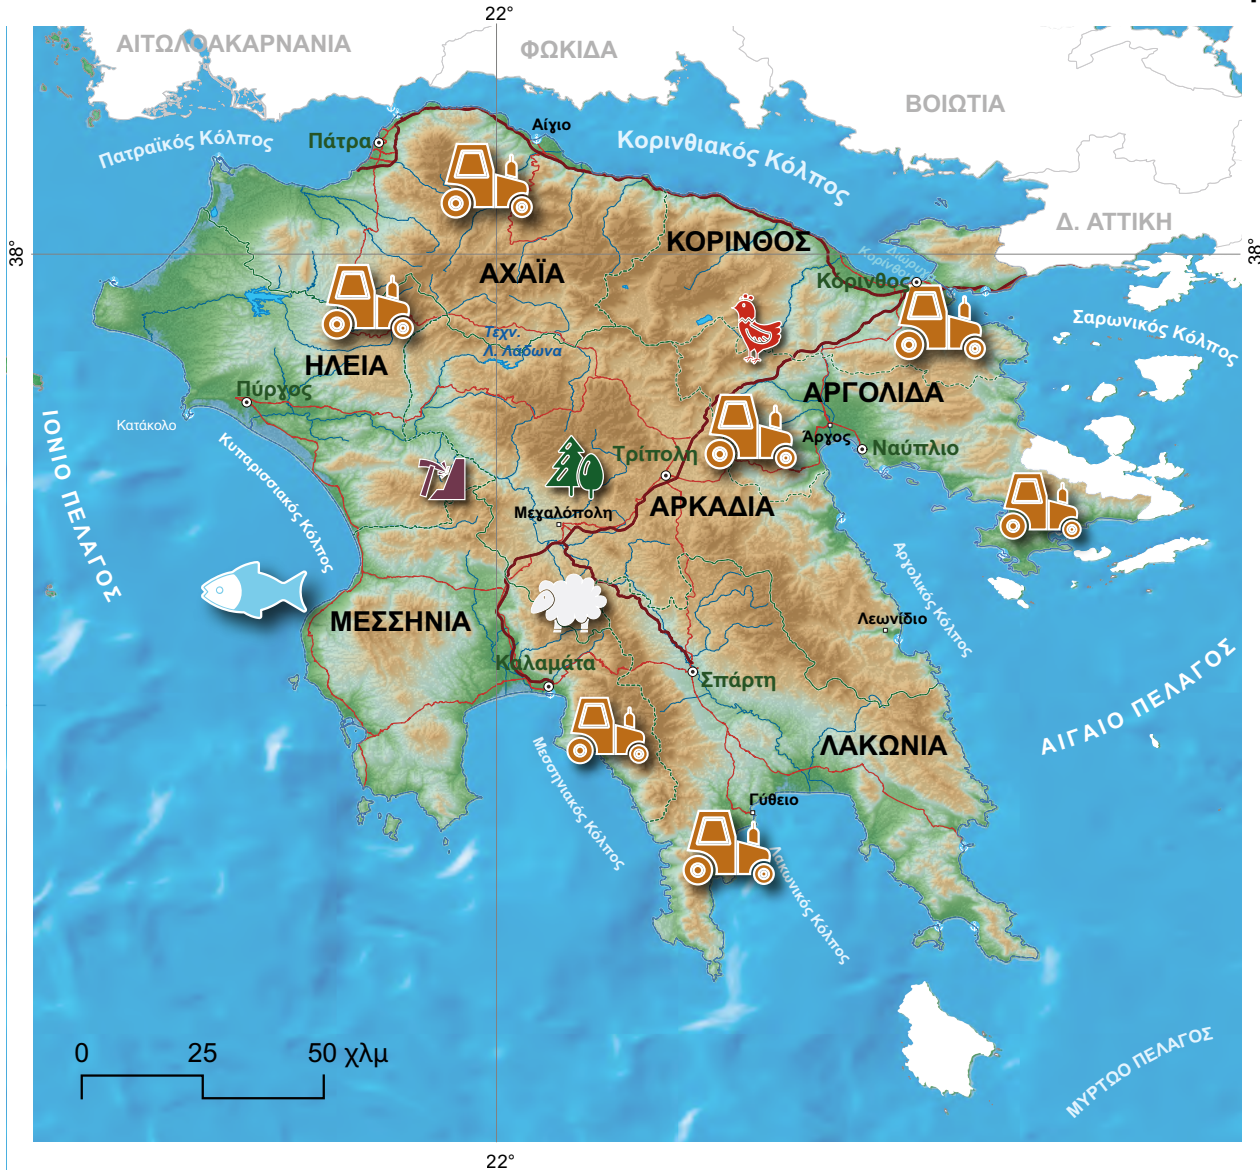 22°
ΑΙΤΩΛΟΑΚΑΡΝΑΝΙΑ
ΦΩΚΙΔΑ
ΒΟΙΩΤΙΑ
Αίγιο
Πάτρα
Πατραϊκός Κόλπος
Κορινθιακός Κόλπος
Δ. ΑΤΤΙΚΗ
38°
38°
ΚΟΡΙΝΘΟΣ
ΑΧΑΪΑ
Διώρυγα
Κορίνθου
Κόρινθος
Σαρωνικός Κόλπος
Τεχν.
Λ. Λάδωνα
ΗΛΕΙΑ
Πύργος
ΑΡΓΟΛΙΔΑ
Κατάκολο
Άργος
Ναύπλιο
ΙΟΝΙΟ ΠΕΛΑΓΟΣ
Κυπαρισσιακός Κόλπος
Τρίπολη
Μεγαλόπολη
ΑΡΚΑΔΙΑ
Αργολικός Κόλπος
ΜΕΣΣΗΝΙΑ
Λεωνίδιο
Καλαμάτα
Σπάρτη
ΑΙΓΑΙΟ ΠΕΛΑΓΟΣ
Μεσσηνιακός Κόλπος
ΛΑΚΩΝΙΑ
Γύθειο
Λακωνικός Κόλπος
0 25 50 χλμ
ΜΥΡΤΩΟ ΠΕΛΑΓΟΣ
22°